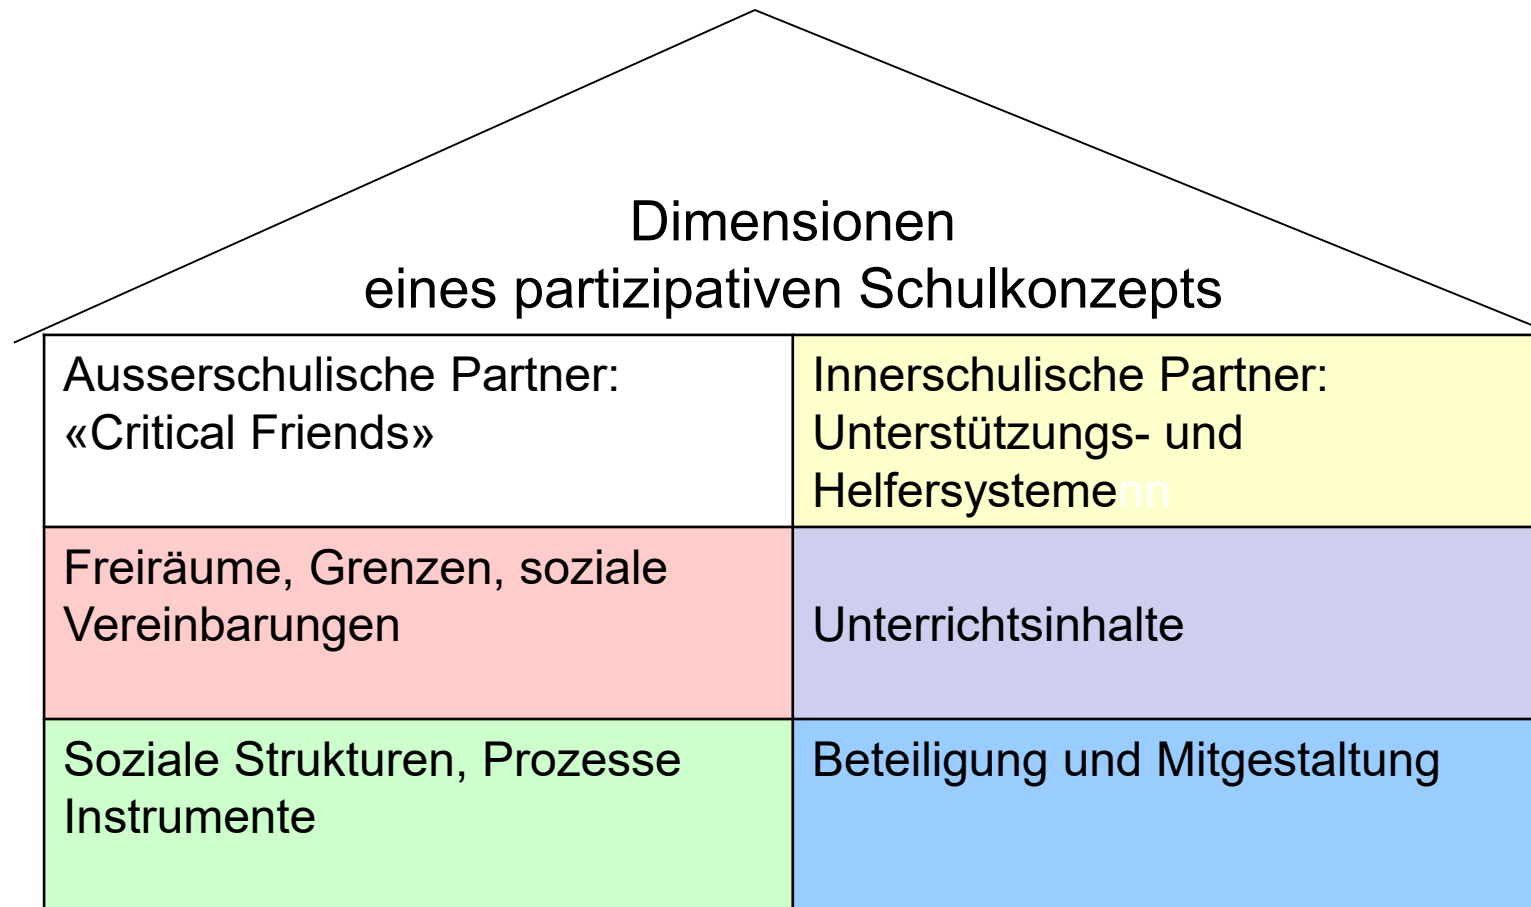 Dimensionen
eines partizipativen Schulkonzepts
Ausserschulische Partner:
«Critical Friends»
Innerschulische Partner:
Unterstützungs- und
Helfersystemenn
Freiräume, Grenzen, soziale
Vereinbarungen
Unterrichtsinhalte
Soziale Strukturen, Prozesse
Instrumente
Beteiligung und Mitgestaltung